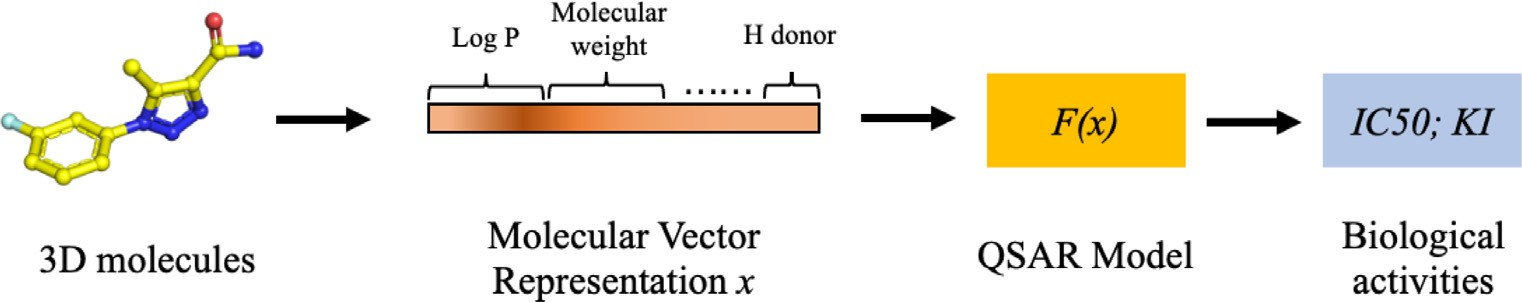 Log P
Molecular
weight
......
H donor
F(x)
IC50; KI
3D molecules
Molecular Vector
Representation x
QSAR Model
Biological
activities